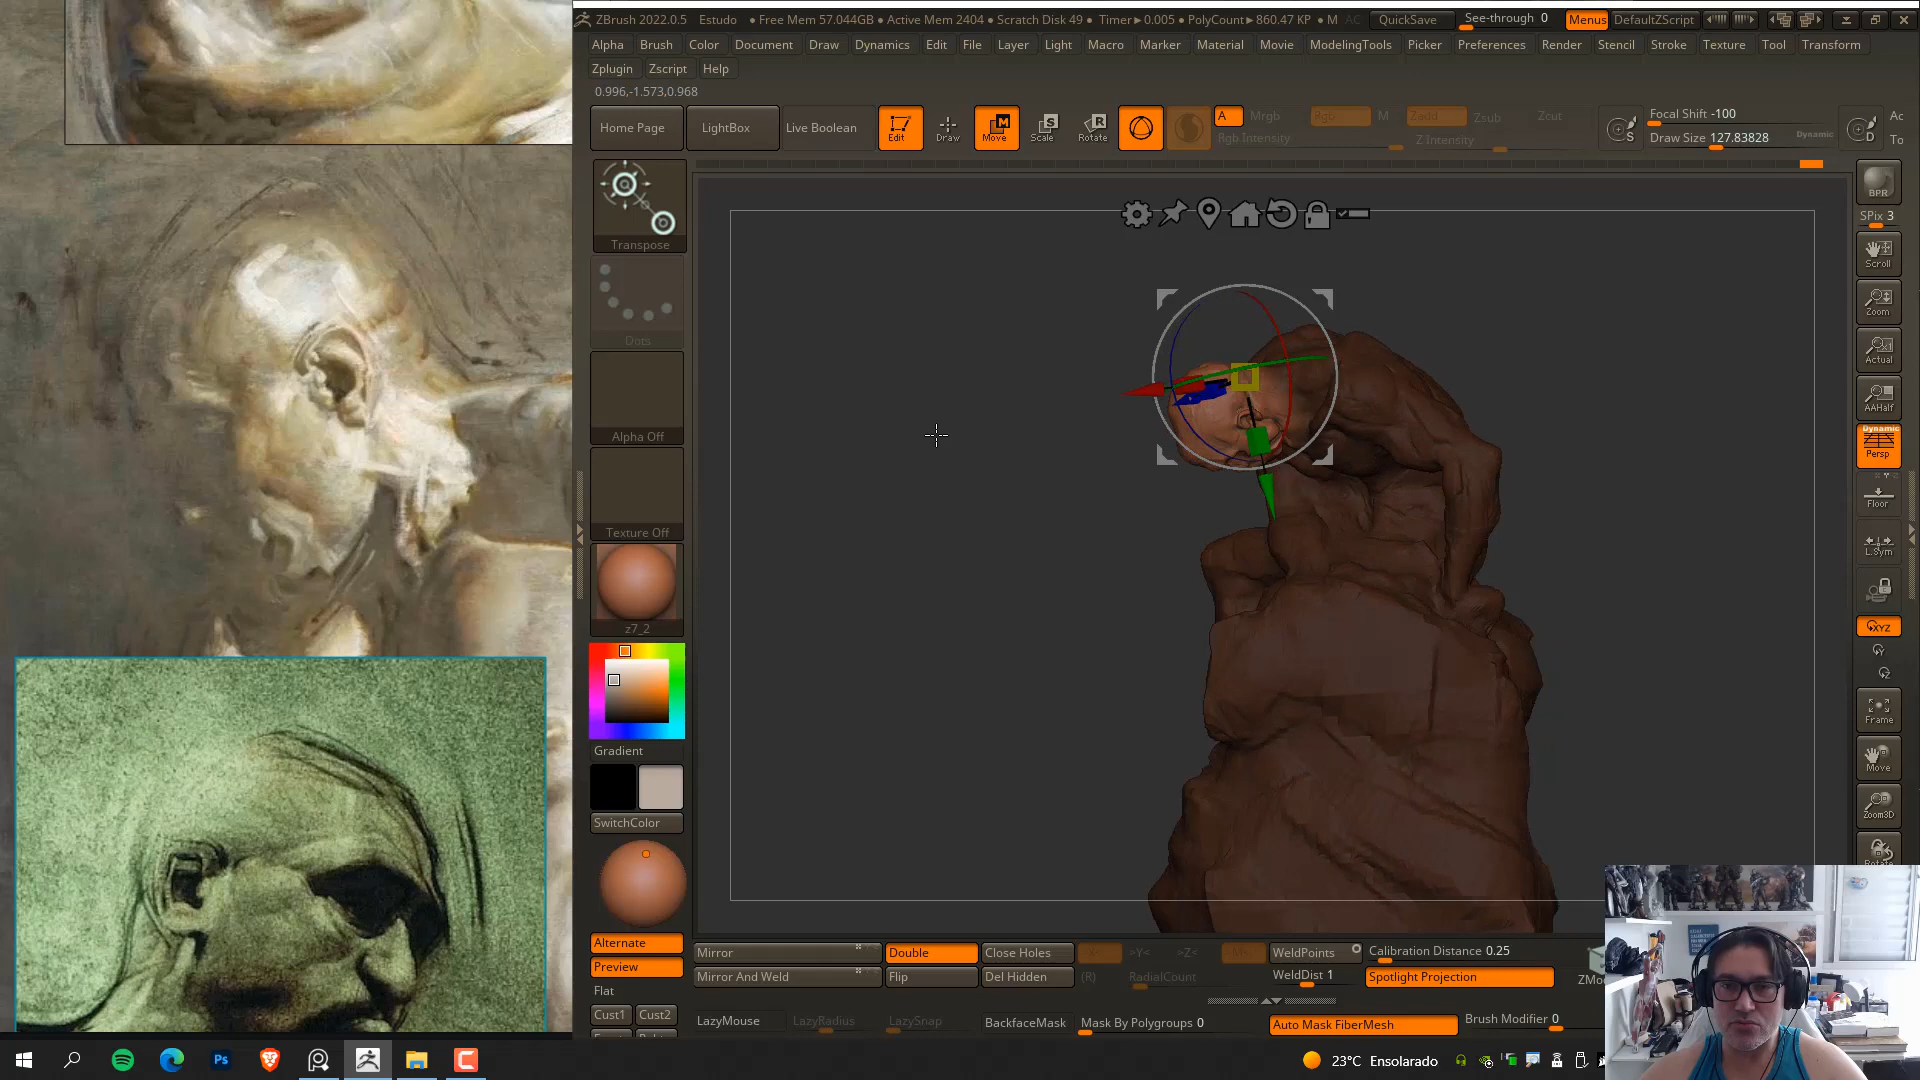 ZBrush 2022.0.5 Estudo ● Free Mem 57.044GB ● Active Mem 2404 ● Scratch Disk 49 ● Timer►0.005 ● PolyCount►860.47 KP ● M AC QuickSave See-through 0 Menus DefaultZScript
Alpha Brush Color Document Draw Dynamics Edit File Layer Light Macro Marker Material Movie ModelingTools Picker Preferences Render Stencil Stroke Texture Tool Transform
Zplugin Zscript Help
0.996,-1.573,0.968
Home Page LightBox Live Boolean Edit Draw Move Scale Rotate A Mrgb Rgb M Zadd Zsub Zcut Focal Shift -100 Ac
Rgb Intensity Z Intensity Draw Size 127.83828 Dynamic To
S D
Transpose
Dots
Alpha Off
Texture Off
z7_2
Gradient
SwitchColor
Alternate
Preview
Flat
Cust1 Cust2
BPR
SPix 3
Scroll
Zoom
Actual
AAHalf
Dynamic
Persp
Floor
L.Sym
XYZ
Frame
Move
Zoom3D
Rotate
Mirror Double Close Holes >Y< >Z< WeldPoints Calibration Distance 0.25
Mirror And Weld Flip Del Hidden (R) RadialCount WeldDist 1 Spotlight Projection
LazyMouse LazyRadius LazySnap BackfaceMask Mask By Polygroups 0 Auto Mask FiberMesh Brush Modifier 0
Ps 23°C Ensolarado